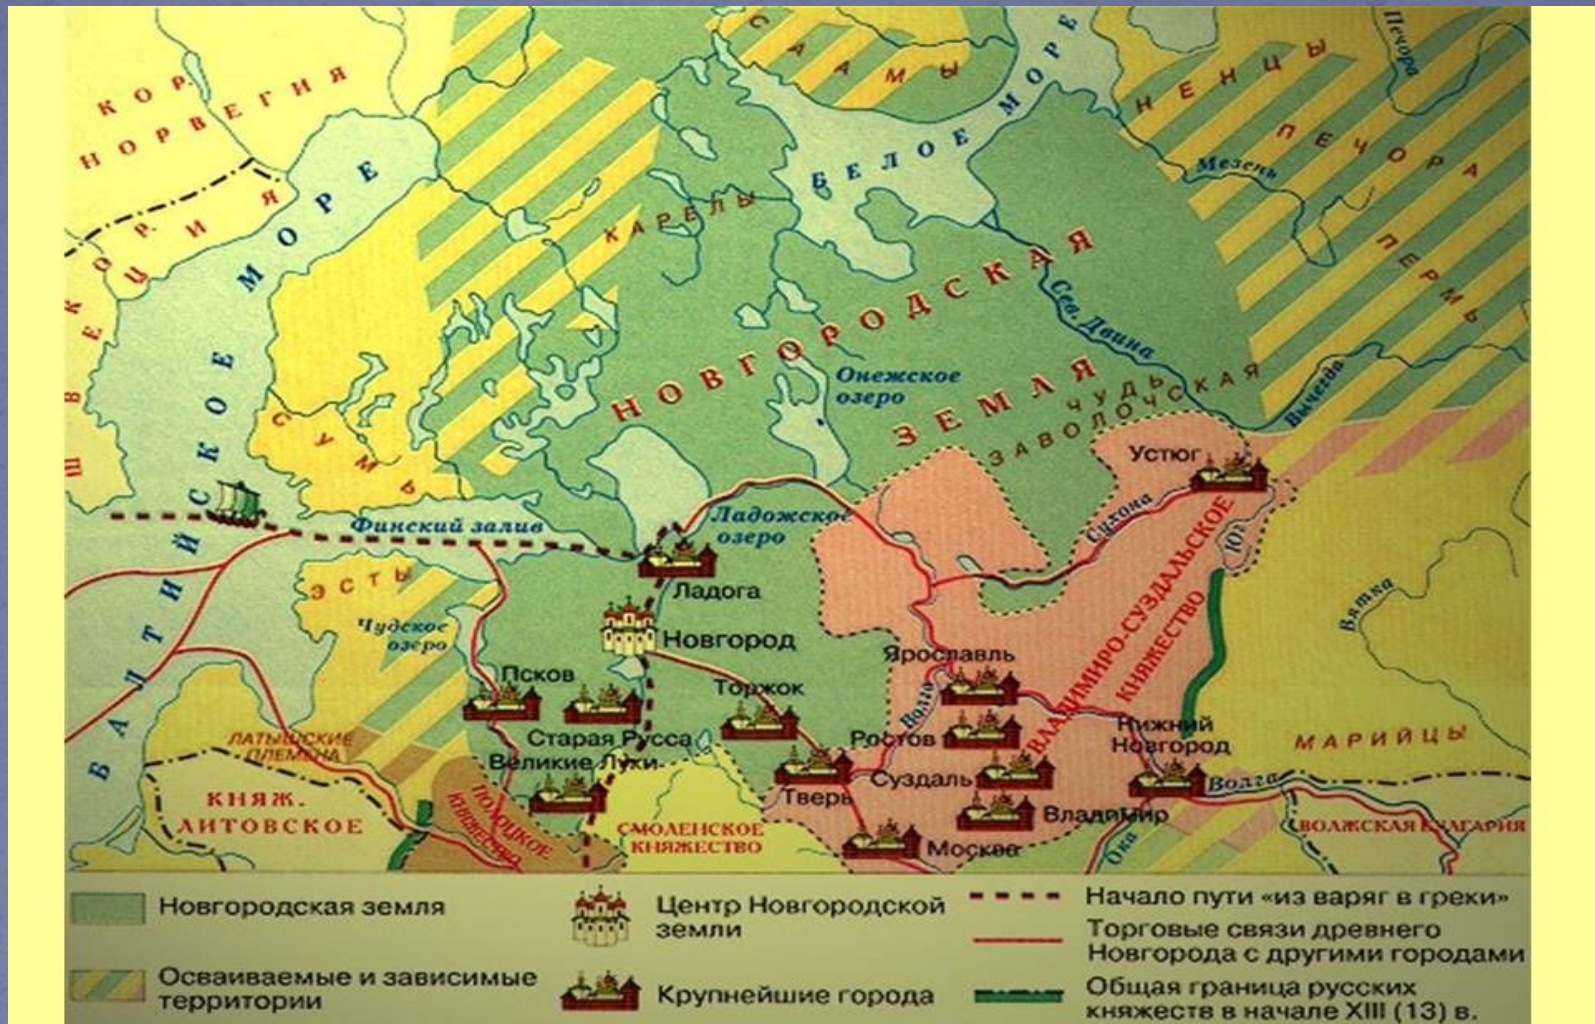 КОР.
НОРВЕГИЯ
КОР.
ШВЕЦИЯ
БАЛТИЙСКОЕ МОРЕ
СААМЫ
БЕЛОЕ МОРЕ
НЕНЦЫ
Печора
ПЕЧОРА
Мезень
ПЕРМЬ
КАРЕЛЫ
НОВГОРОДСКАЯ
ЗЕМЛЯ
Сев. Двина
Онежское
озеро
ЧУДЬ
ЗАВОЛОЧСКАЯ
Вычегда
СУМЬ
Устюг
Сухона
Юг
Финский залив
Ладожское
озеро
Ладога
ЭСТЫ
Чудское
озеро
Новгород
Вятка
ВЛАДИМИРО-СУЗДАЛЬСКОЕ
КНЯЖЕСТВО
Псков
Торжок
Ярославль
Волга
Старая Русса
Ростов
Нижний
Новгород
МАРИЙЦЫ
ЛАТЫШСКИЕ
ПЛЕМЕНА
Великие Луки
Тверь
Суздаль
Волга
КНЯЖ.
ЛИТОВСКОЕ
ПОЛОЦКОЕ
КНЯЖЕСТВО
СМОЛЕНСКОЕ
КНЯЖЕСТВО
Владимир
Москва
Ока
ВОЛЖСКАЯ БУЛГАРИЯ
Новгородская земля
Осваиваемые и зависимые
территории
Центр Новгородской
земли
Крупнейшие города
Начало пути «из варяг в греки»
Торговые связи древнего
Новгорода с другими городами
Общая граница русских
княжеств в начале XIII (13) в.